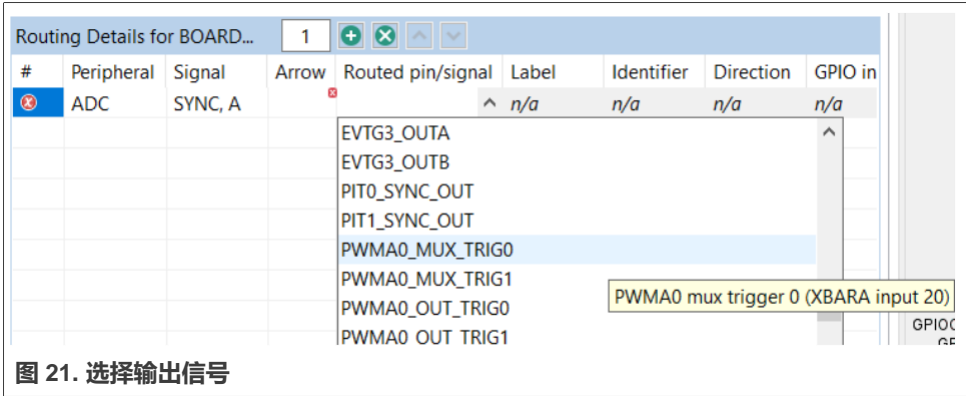 Routing Details for BOARD... 1
# Peripheral Signal Arrow Routed pin/signal Label Identifier Direction GPIO in
ADC SYNC, A n/a n/a n/a n/a
EVTG3_OUTA
EVTG3_OUTB
PIT0_SYNC_OUT
PIT1_SYNC_OUT
PWMA0_MUX_TRIG0
PWMA0_MUX_TRIG1
PWMA0 mux trigger 0 (XBARA input 20)
PWMA0_OUT_TRIG0
PWMA0_OUT_TRIG1
图 21. 选择输出信号